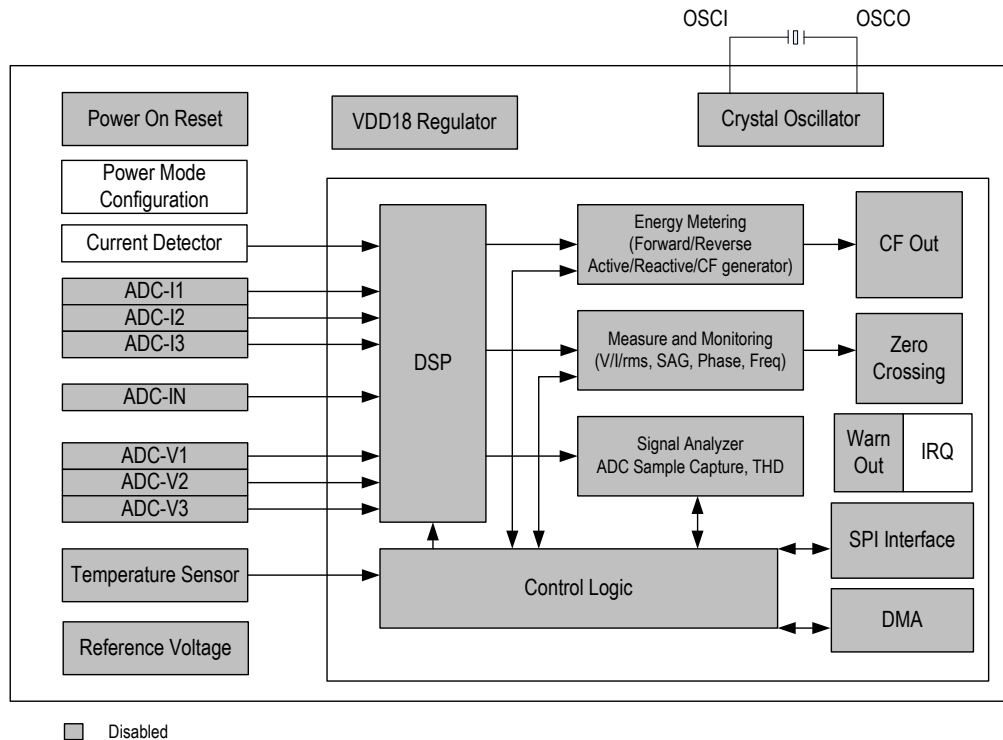 OSCI OSCO
Power On Reset
VDD18 Regulator
Crystal Oscillator
Power Mode
Configuration
Current Detector
ADC-I1
ADC-I2
ADC-I3
ADC-IN
ADC-V1
ADC-V2
ADC-V3
Temperature Sensor
Reference Voltage
DSP
Energy Metering
(Forward/Reverse
Active/Reactive/CF generator)
CF Out
Measure and Monitoring
(V/I/rms, SAG, Phase, Freq)
Zero
Crossing
Signal Analyzer
ADC Sample Capture, THD
Warn
Out
IRQ
SPI Interface
Control Logic
DMA
Disabled